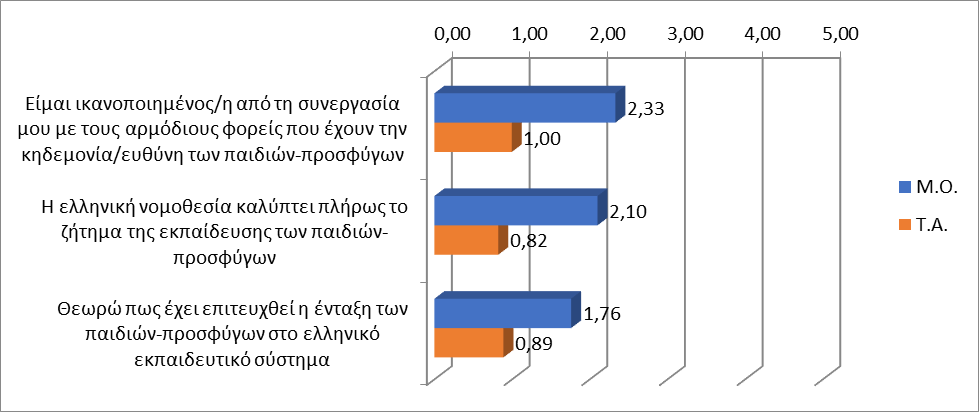 0,00 1,00 2,00 3,00 4,00 5,00
Είμαι ικανοποιημένος/η από τη συνεργασία
μου με τους αρμόδιους φορείς που έχουν την
κηδεμονία/ευθύνη των παιδιών-προσφύγων
2,33
1,00
Η ελληνική νομοθεσία καλύπτει πλήρως το
ζήτημα της εκπαίδευσης των παιδιών-
προσφύγων
2,10
0,82
Θεωρώ πως έχει επιτευχθεί η ένταξη των
παιδιών-προσφύγων στο ελληνικό
εκπαιδευτικό σύστημα
1,76
0,89
Μ.Ο.
Τ.Α.